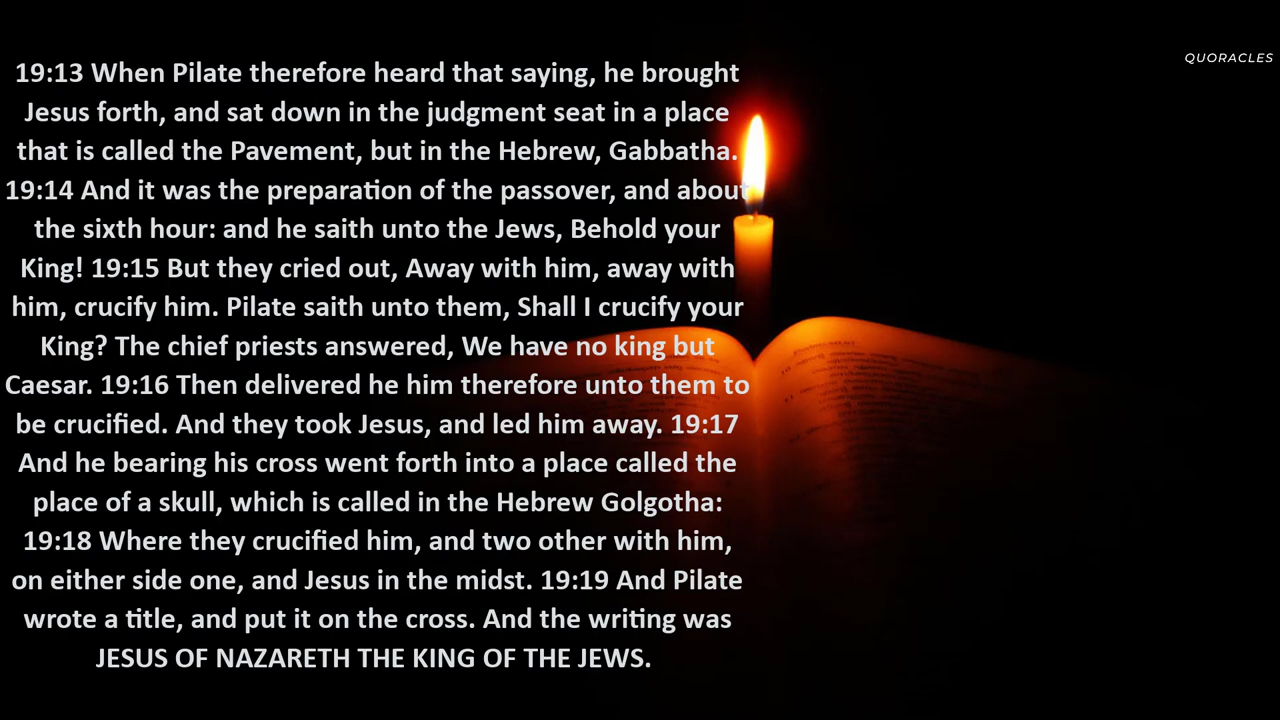 QUORACLES
19:13 When Pilate therefore heard that saying, he brought
Jesus forth, and sat down in the judgment seat in a place
that is called the Pavement, but in the Hebrew, Gabbatha.
19:14 And it was the preparation of the passover, and about
the sixth hour: and he saith unto the Jews, Behold your
King! 19:15 But they cried out, Away with him, away with
him, crucify him. Pilate saith unto them, Shall I crucify your
King? The chief priests answered, We have no king but
Caesar. 19:16 Then delivered he him therefore unto them to
be crucified. And they took Jesus, and led him away. 19:17
And he bearing his cross went forth into a place called the
place of a skull, which is called in the Hebrew Golgotha:
19:18 Where they crucified him, and two other with him,
on either side one, and Jesus in the midst. 19:19 And Pilate
wrote a title, and put it on the cross. And the writing was
JESUS OF NAZARETH THE KING OF THE JEWS.